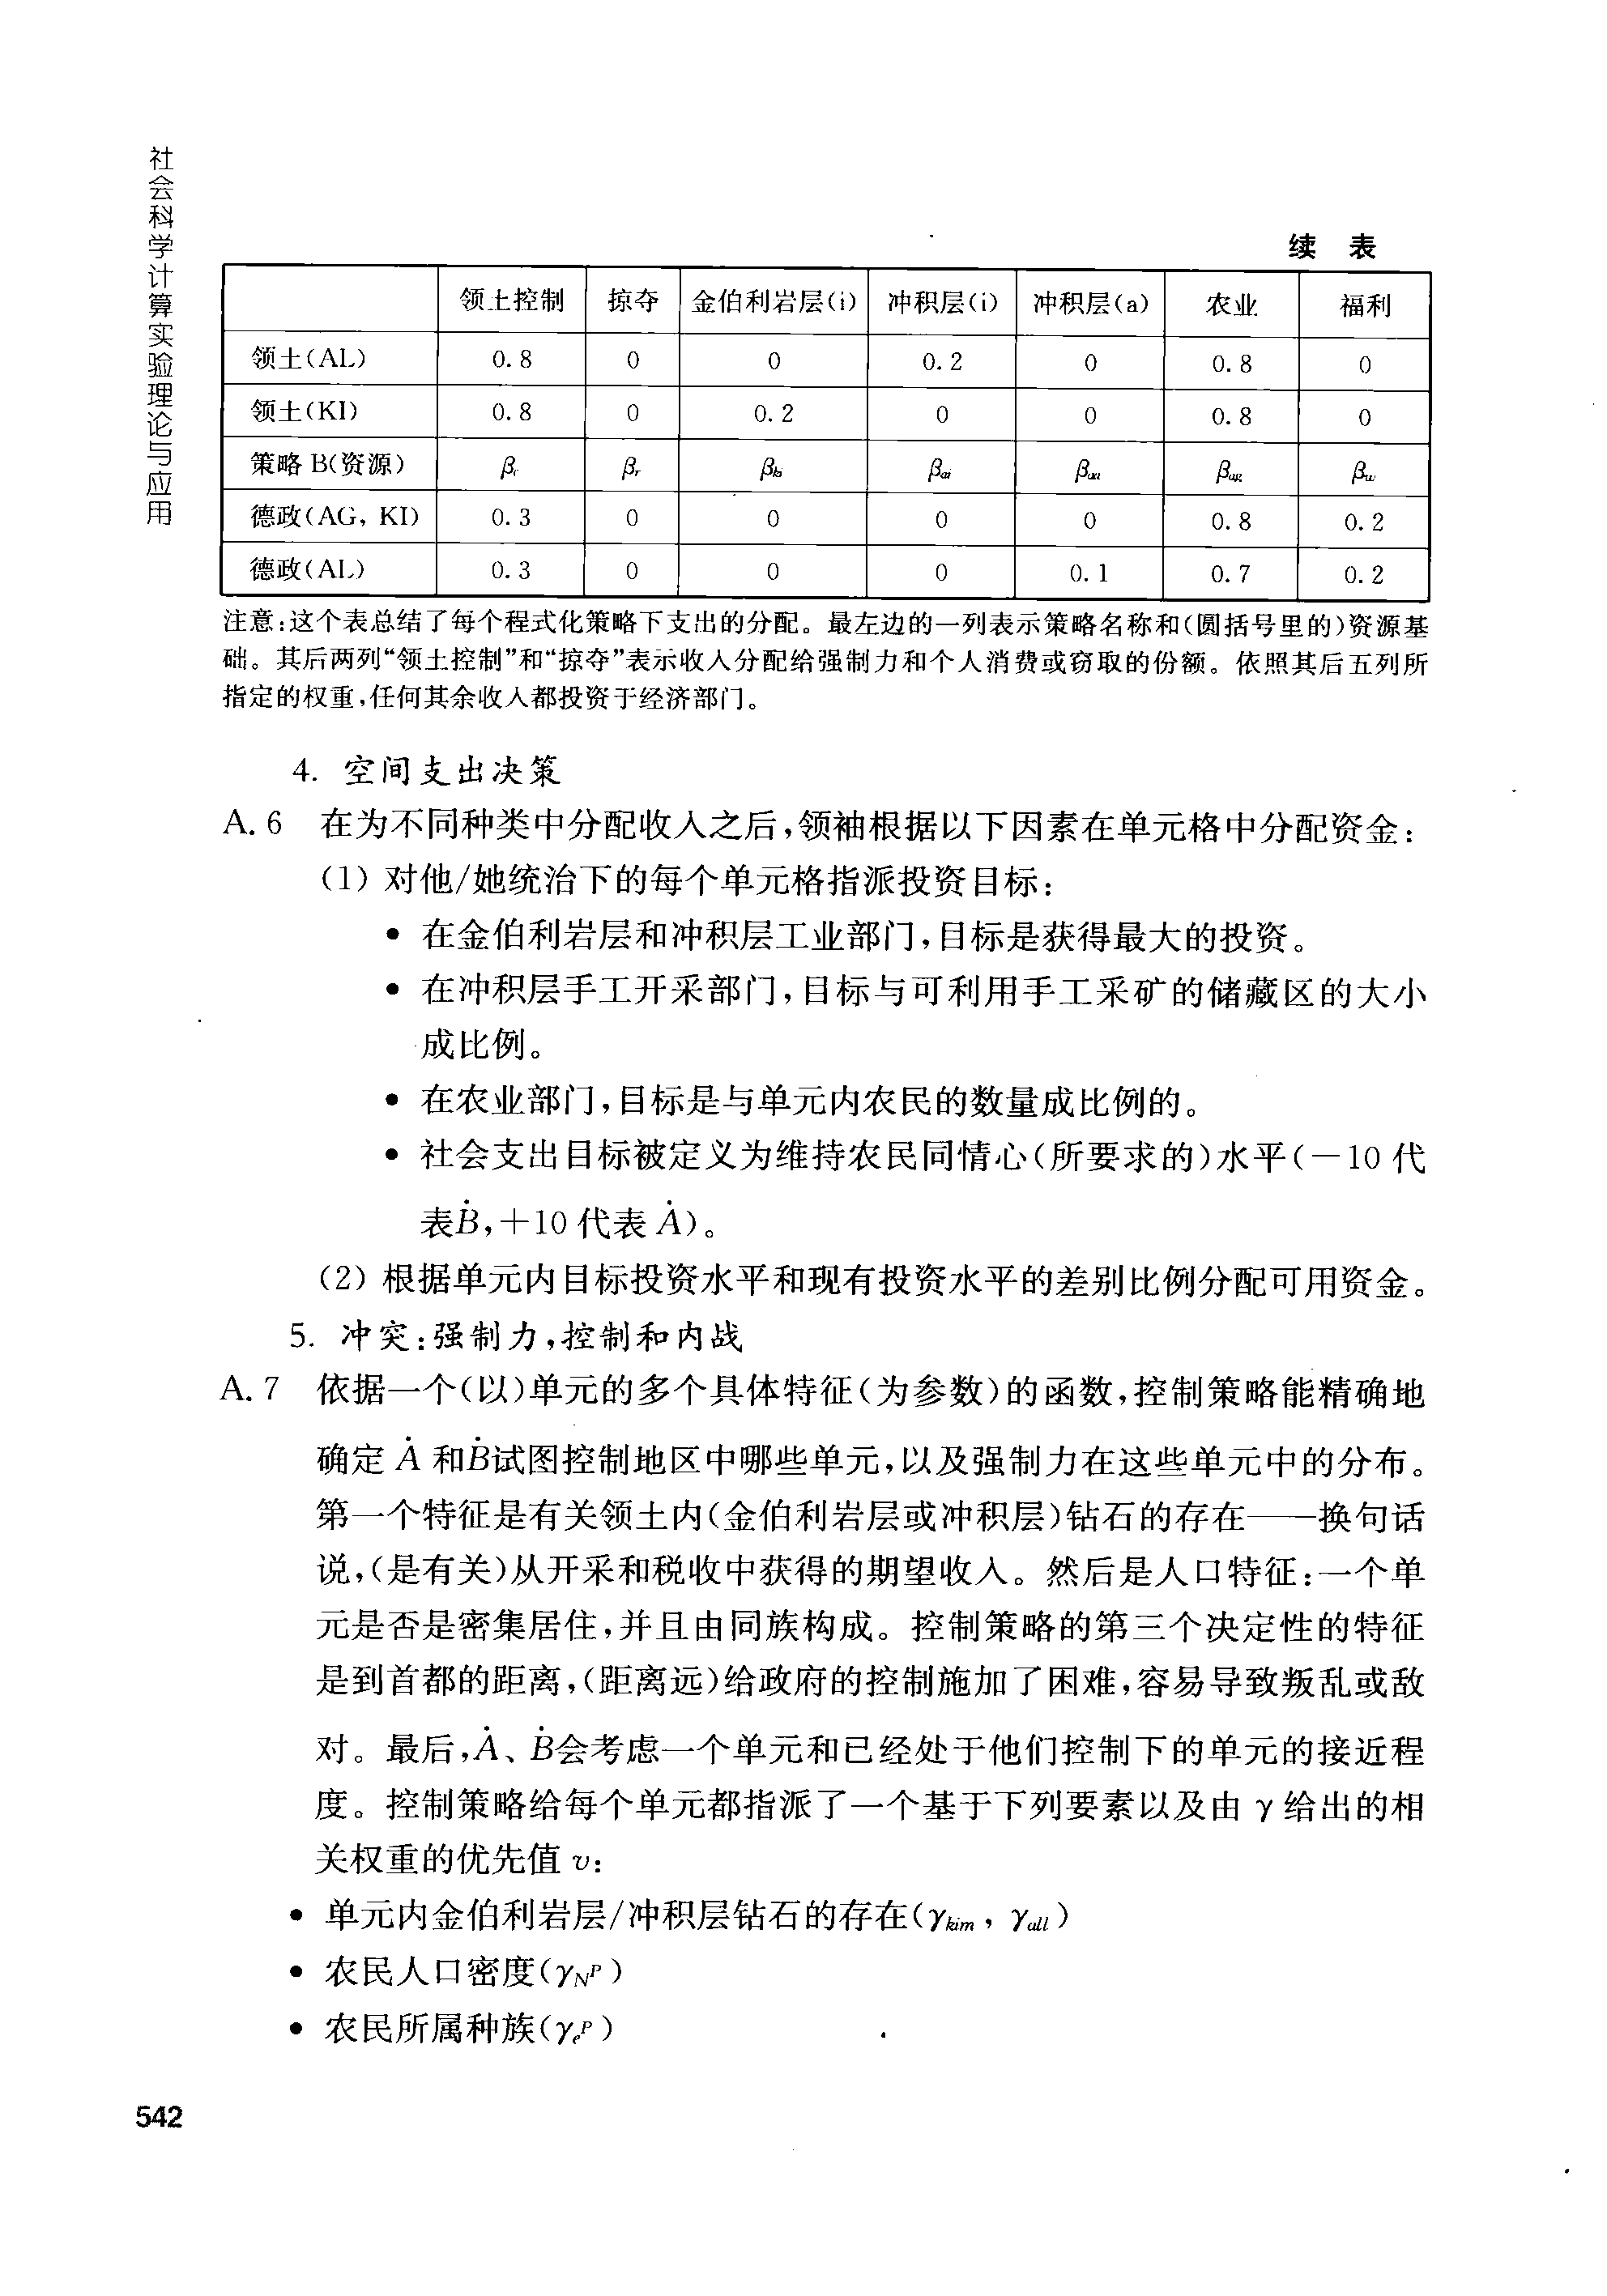 社会科学计算实验理论与应用
续 表
领土控制 掠夺 金伯利岩层(i) 冲积层(i) 冲积层(a) 农业 福利
领土(AL) 0.8 0 0 0.2 0 0.8 0
领土(KI) 0.8 0 0.2 0 0 0.8 0
策略 B(资源) β_c β_r β_ki β_ai β_aa β_ag β_w
德政(AG, KI) 0.3 0 0 0 0 0.8 0.2
德政(AL) 0.3 0 0 0 0.1 0.7 0.2
注意:这个表总结了每个程式化策略下支出的分配。最左边的一列表示策略名称和(圆括号里的)资源基
础。其后两列“领土控制”和“掠夺”表示收入分配给强制力和个人消费或窃取的份额。依照其后五列所
指定的权重,任何其余收入都投资于经济部门。
4. 空间支出决策
A.6 在为不同种类中分配收入之后,领袖根据以下因素在单元格中分配资金:
(1) 对他/她统治下的每个单元格指派投资目标:
• 在金伯利岩层和冲积层工业部门,目标是获得最大的投资。
• 在冲积层手工开采部门,目标与可利用手工采矿的储藏区的大小
成比例。
• 在农业部门,目标是与单元内农民的数量成比例的。
• 社会支出目标被定义为维持农民同情心(所要求的)水平(−10 代
表Ḃ,+10 代表 Ȧ)。
(2) 根据单元内目标投资水平和现有投资水平的差别比例分配可用资金。
5. 冲突:强制力,控制和内战
A.7 依据一个(以)单元的多个具体特征(为参数)的函数,控制策略能精确地
确定 Ȧ 和Ḃ试图控制地区中哪些单元,以及强制力在这些单元中的分布。
第一个特征是有关领土内(金伯利岩层或冲积层)钻石的存在——换句话
说,(是有关)从开采和税收中获得的期望收入。然后是人口特征:一个单
元是否是密集居住,并且由同族构成。控制策略的第三个决定性的特征
是到首都的距离,(距离远)给政府的控制施加了困难,容易导致叛乱或敌
对。最后,Ȧ、Ḃ会考虑一个单元和已经处于他们控制下的单元的接近程
度。控制策略给每个单元都指派了一个基于下列要素以及由 γ 给出的相
关权重的优先值 v:
• 单元内金伯利岩层/冲积层钻石的存在(γ_kim, γ_all)
• 农民人口密度(γ_N^P)
• 农民所属种族(γ_e^P)
542